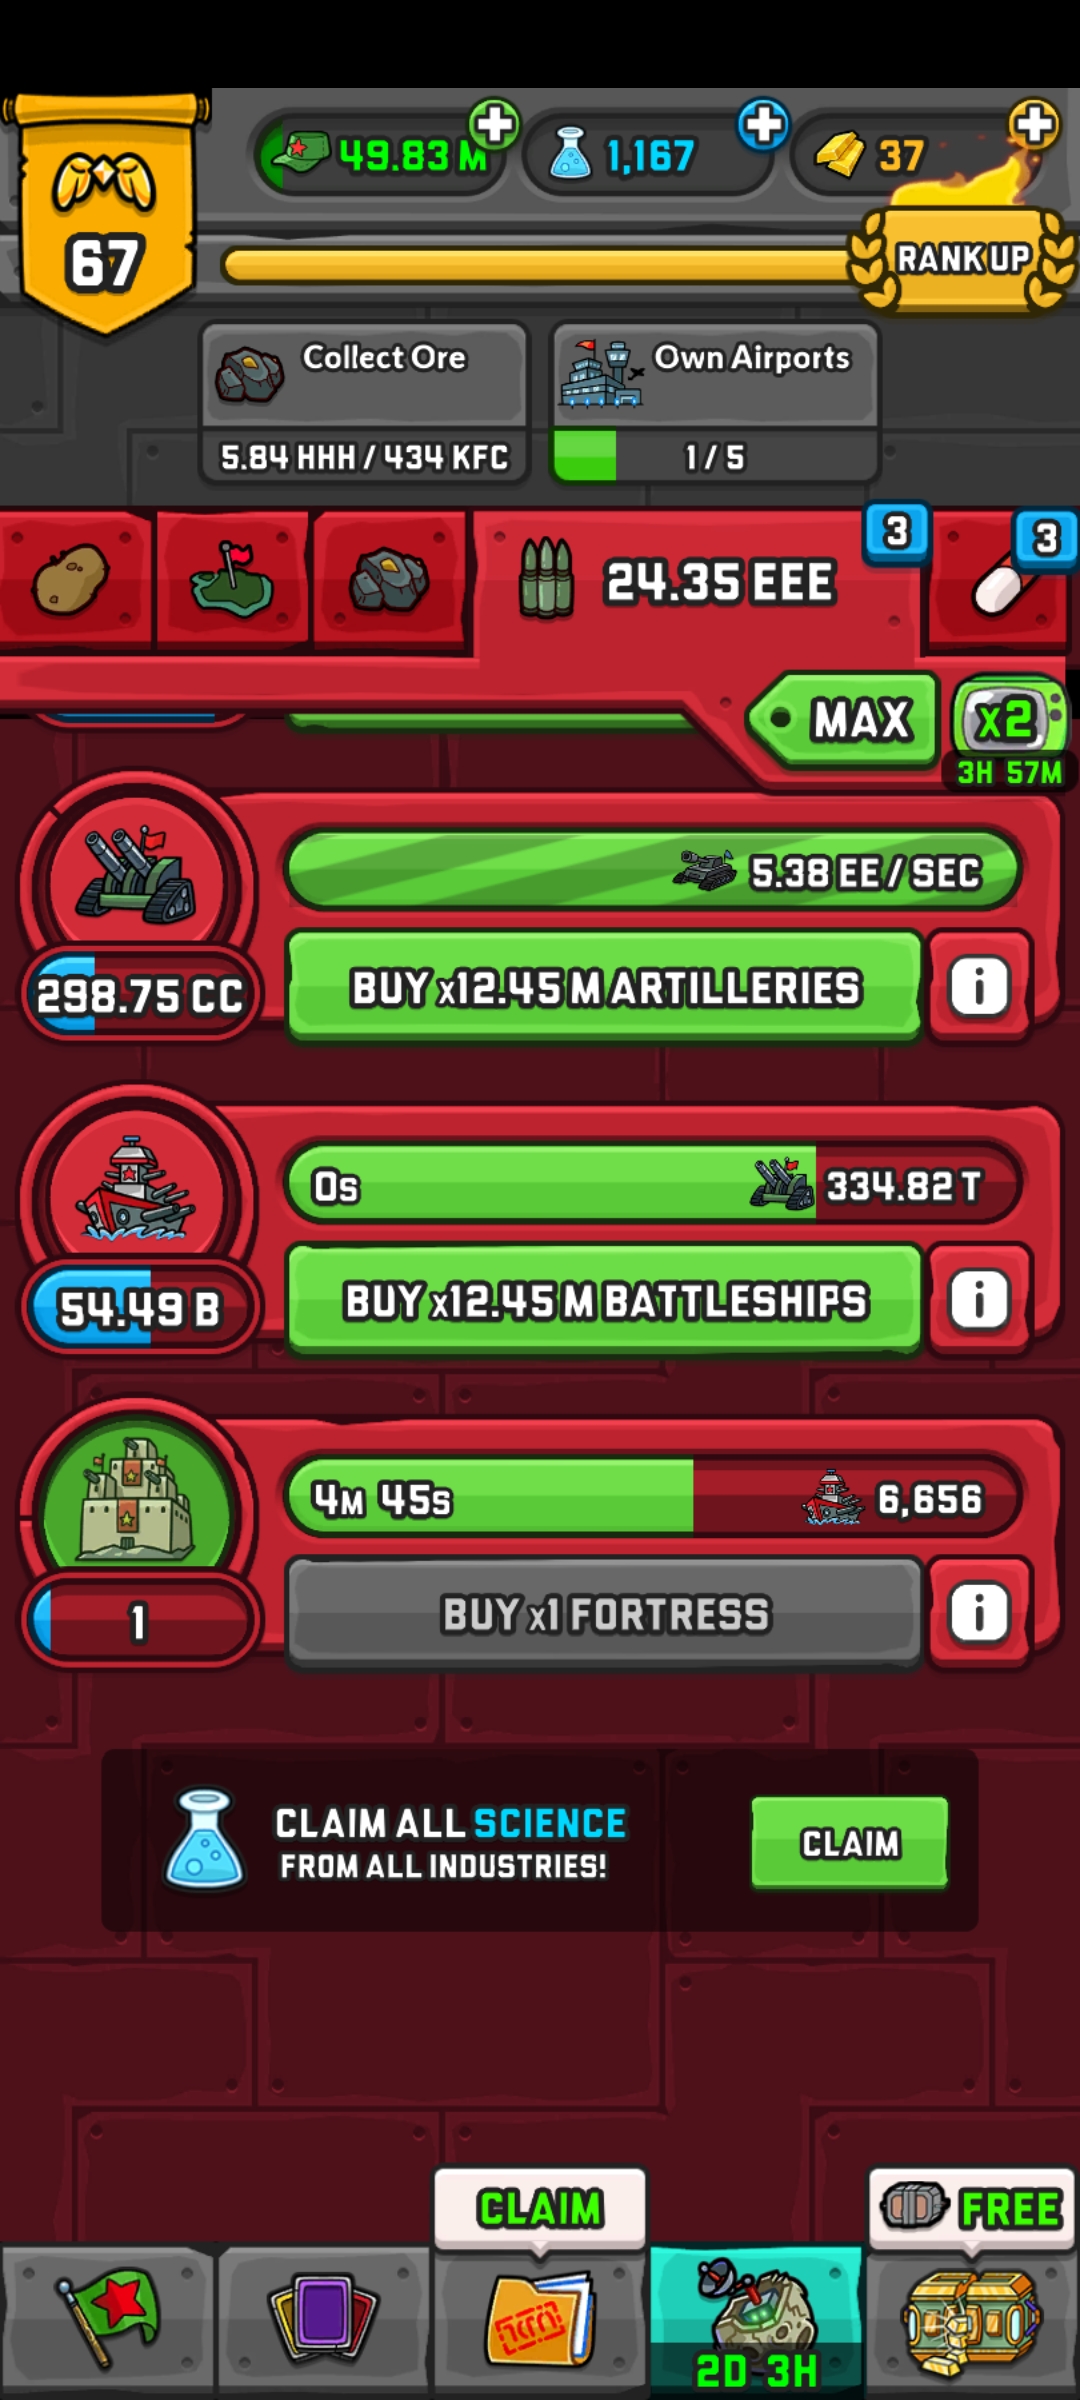 67
49.83 M
1,167
37
RANK UP
Collect Ore
5.84 HHH / 434 KFC
Own Airports
1 / 5
24.35 EEE
3
3
MAX
x2
3H 57M
5.38 EE / SEC
298.75 CC
BUY x12.45 M ARTILLERIES
i
0s
334.82 T
54.49 B
BUY x12.45 M BATTLESHIPS
i
4M 45s
6,656
1
BUY x1 FORTRESS
i
CLAIM ALL SCIENCE
FROM ALL INDUSTRIES!
CLAIM
CLAIM
FREE
2D 3H